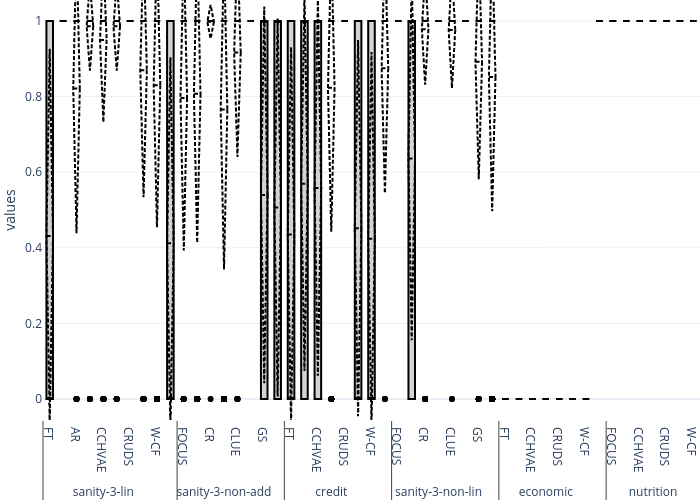 1
0.8
0.6
0.4
0.2
0
values
FT
AR
CCHVAE
CRUDS
W-CF
FOCUS
CR
CLUE
GS
FT
CCHVAE
CRUDS
W-CF
FOCUS
CR
CLUE
GS
FT
CCHVAE
CRUDS
W-CF
FOCUS
CCHVAE
CRUDS
W-CF
sanity-3-lin
sanity-3-non-add
credit
sanity-3-non-lin
economic
nutrition